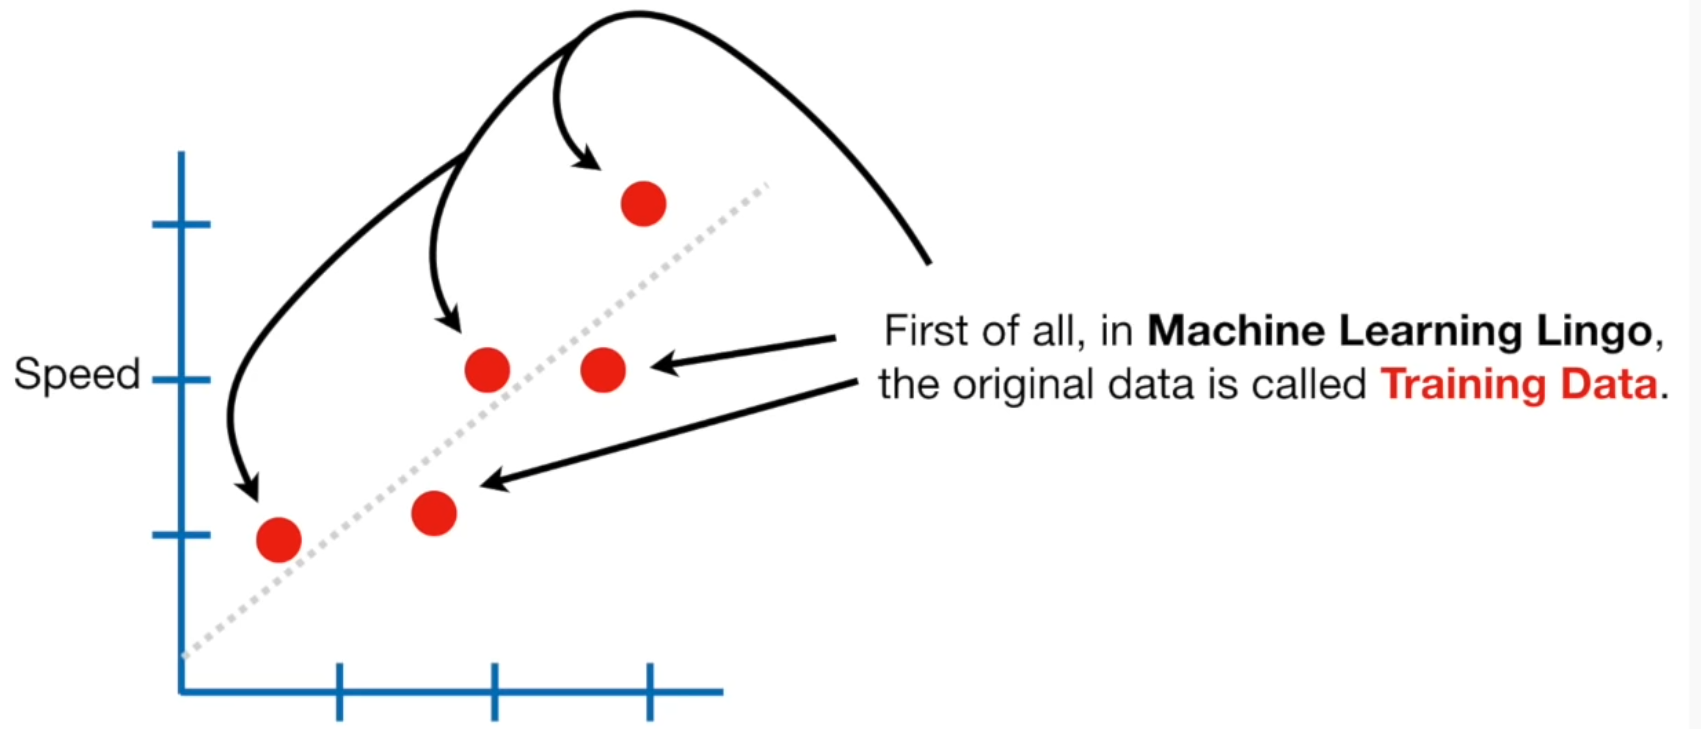 Speed
First of all, in Machine Learning Lingo,
the original data is called Training Data.